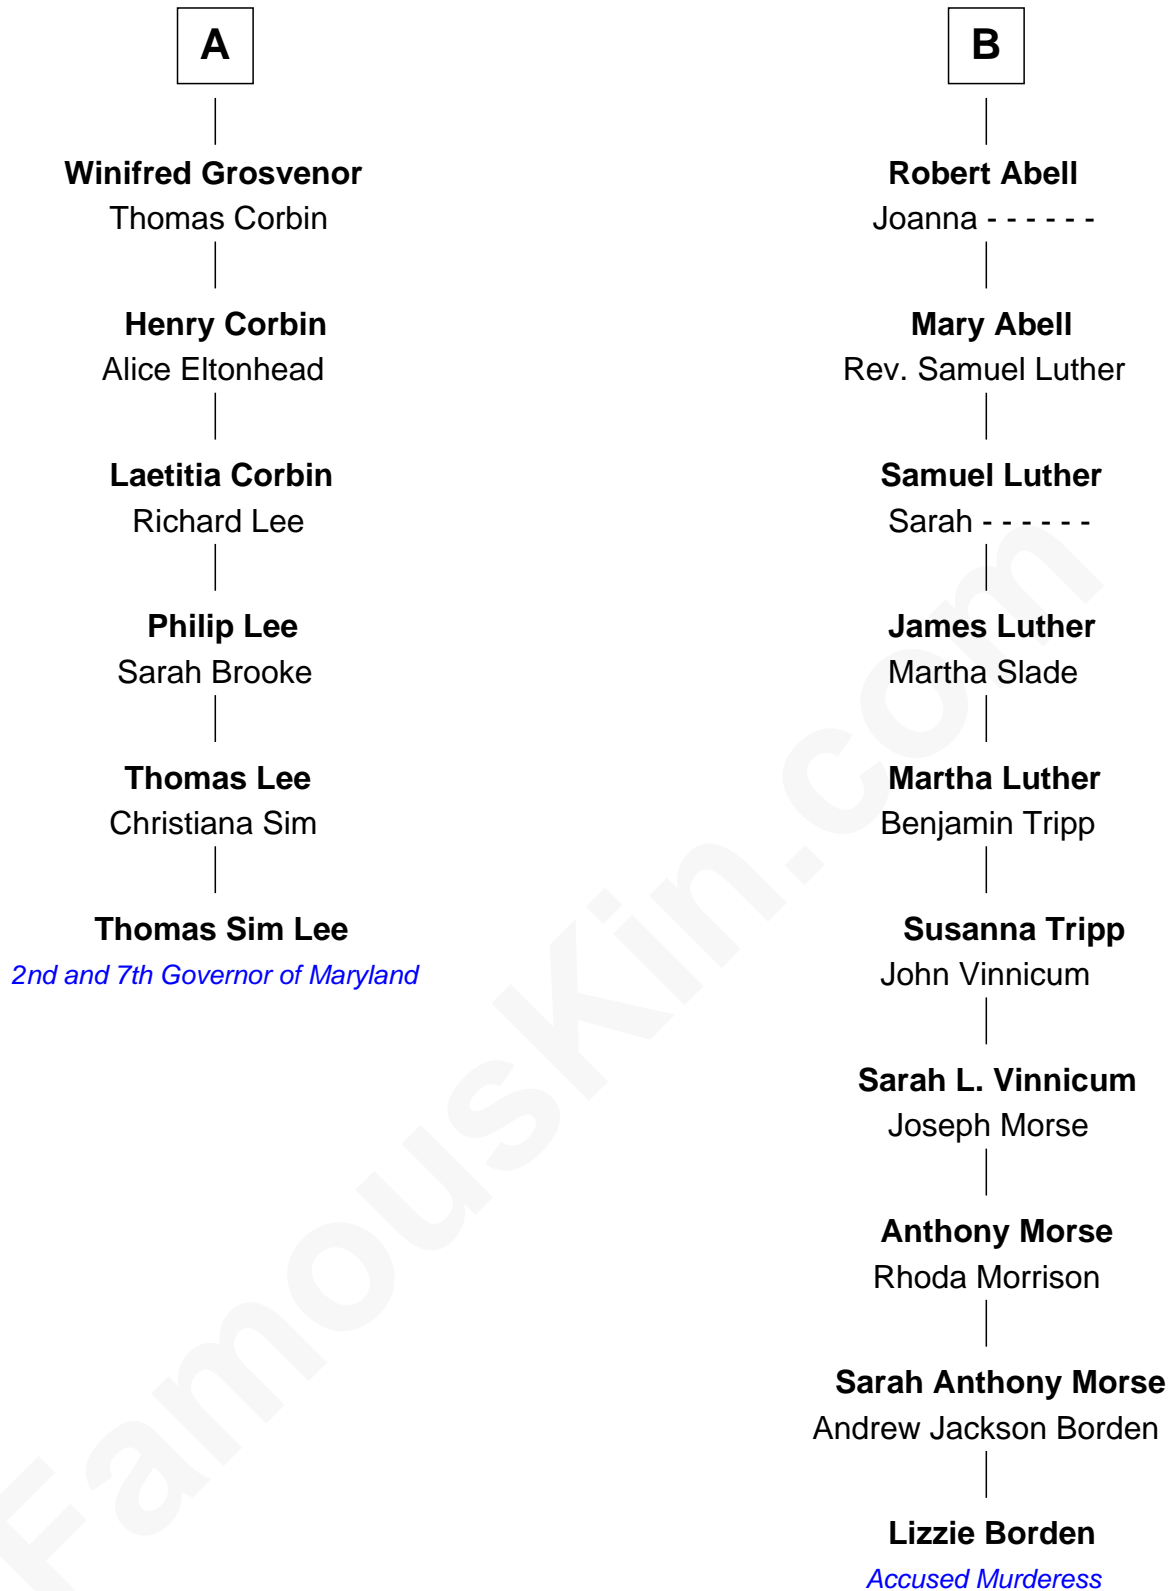 A
Winifred Grosvenor
Thomas Corbin
Henry Corbin
Alice Eltonhead
Laetitia Corbin
Richard Lee
Philip Lee
Sarah Brooke
Thomas Lee
Christiana Sim
Thomas Sim Lee
2nd and 7th Governor of Maryland
B
Robert Abell
Joanna - - - - - -
Mary Abell
Rev. Samuel Luther
Samuel Luther
Sarah - - - - - -
James Luther
Martha Slade
Martha Luther
Benjamin Tripp
Susanna Tripp
John Vinnicum
Sarah L. Vinnicum
Joseph Morse
Anthony Morse
Rhoda Morrison
Sarah Anthony Morse
Andrew Jackson Borden
Lizzie Borden
Accused Murderess
FamousKin.com